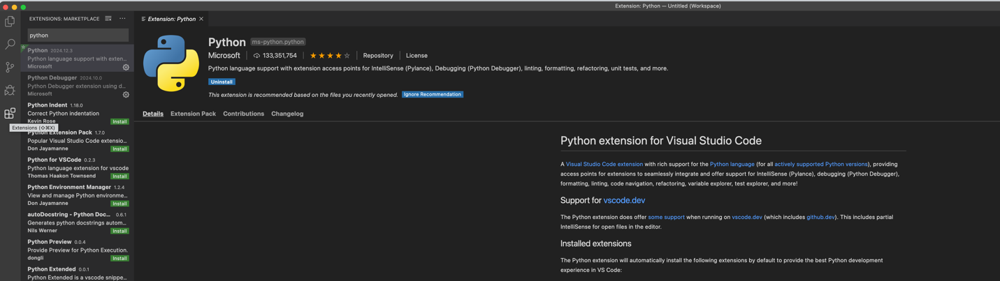 Extension: Python — Untitled (Workspace)
EXTENSIONS: MARKETPLACE
python
Python 2024.12.3
Python language support with exten...
Microsoft
Python Debugger 2024.10.0
Python Debugger extension using d...
Microsoft
Python Indent 1.18.0
Correct Python indentation
Kevin Rose Install
Extensions (⇧⌘X)
Python Extension Pack 1.7.0
Popular Visual Studio Code extensio...
Don Jayamanne Install
Python for VSCode 0.2.3
Python language extension for vscode
Thomas Haakon Townsend Install
Python Environment Manager 1.2.4
View and manage Python environme...
Don Jayamanne Install
autoDocstring - Python Doc... 0.6.1
Generates python docstrings autom...
Nils Werner Install
Python Preview 0.0.4
Provide Preview for Python Execution.
dongli Install
Python Extended 0.0.1
Python Extended is a vscode snippe...
Extension: Python
Python ms-python.python
Microsoft 133,351,754 Repository License
Python language support with extension access points for IntelliSense (Pylance), Debugging (Python Debugger), linting, formatting, refactoring, unit tests, and more.
Uninstall
This extension is recommended based on the files you recently opened. Ignore Recommendation
Details Extension Pack Contributions Changelog
Python extension for Visual Studio Code
A Visual Studio Code extension with rich support for the Python language (for all actively supported Python versions), providing
access points for extensions to seamlessly integrate and offer support for IntelliSense (Pylance), debugging (Python Debugger),
formatting, linting, code navigation, refactoring, variable explorer, test explorer, and more!
Support for vscode.dev
The Python extension does offer some support when running on vscode.dev (which includes github.dev). This includes partial
IntelliSense for open files in the editor.
Installed extensions
The Python extension will automatically install the following extensions by default to provide the best Python development
experience in VS Code: